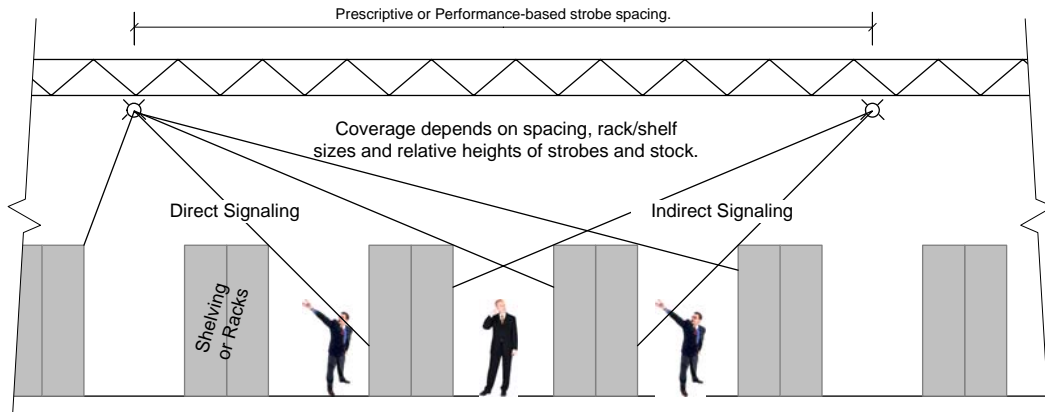 Prescriptive or Performance-based strobe spacing.
Coverage depends on spacing, rack/shelf
sizes and relative heights of strobes and stock.
Direct Signaling
Indirect Signaling
Shelving
or Racks